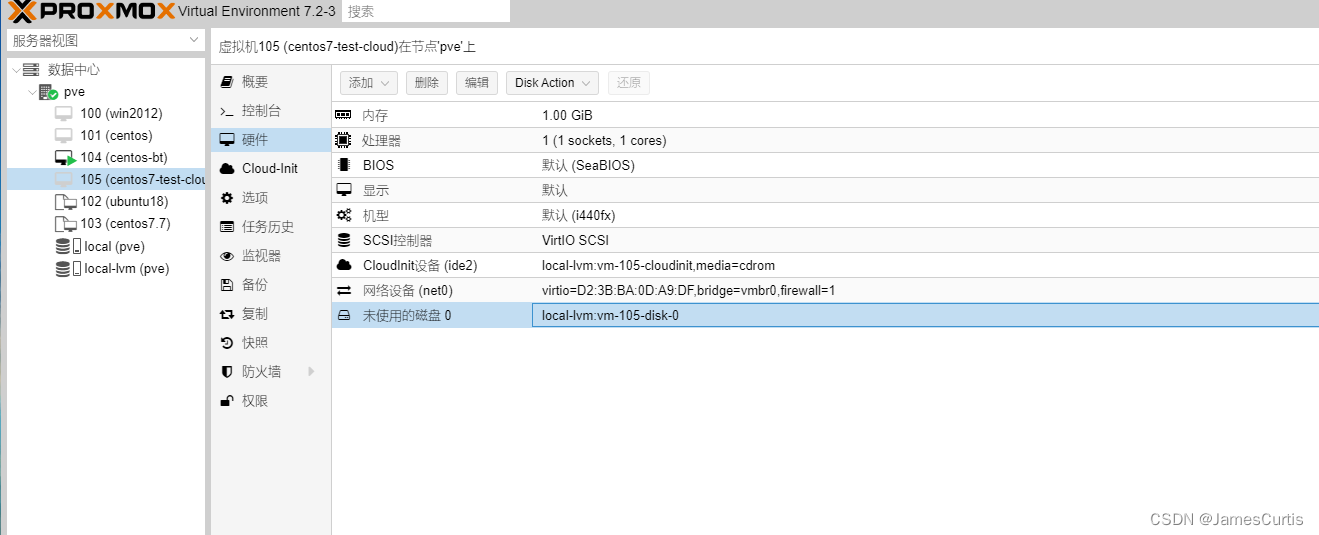 PROXMOX Virtual Environment 7.2-3 搜索
服务器视图
数据中心
pve
100 (win2012)
101 (centos)
104 (centos-bt)
105 (centos7-test-clou
102 (ubuntu18)
103 (centos7.7)
local (pve)
local-lvm (pve)
虚拟机105 (centos7-test-cloud)在节点'pve'上
概要
控制台
硬件
Cloud-Init
选项
任务历史
监视器
备份
复制
快照
防火墙
权限
添加 删除 编辑 Disk Action 还原
内存 1.00 GiB
处理器 1 (1 sockets, 1 cores)
BIOS 默认 (SeaBIOS)
显示 默认
机型 默认 (i440fx)
SCSI控制器 VirtIO SCSI
CloudInit设备 (ide2) local-lvm:vm-105-cloudinit,media=cdrom
网络设备 (net0) virtio=D2:3B:BA:0D:A9:DF,bridge=vmbr0,firewall=1
未使用的磁盘 0 local-lvm:vm-105-disk-0
CSDN @JamesCurtis